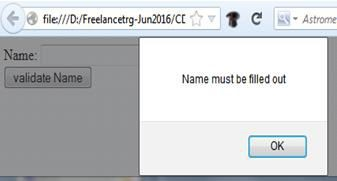 file:///D:/Freelancetrg-Jun2016/CD
Astrome
Name:
validate Name
Name must be filled out
OK